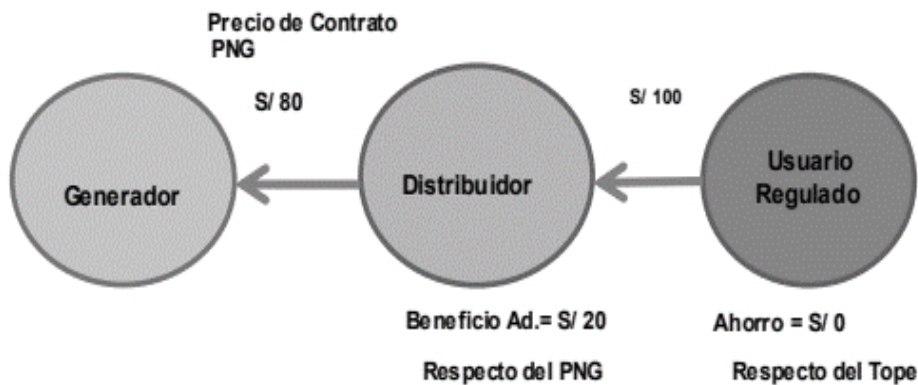 Precio de Contrato
PNG
S/ 80
S/ 100
Generador
Distribuidor
Usuario
Regulado
Beneficio Ad.= S/ 20
Ahorro = S/ 0
Respecto del PNG
Respecto del Tope